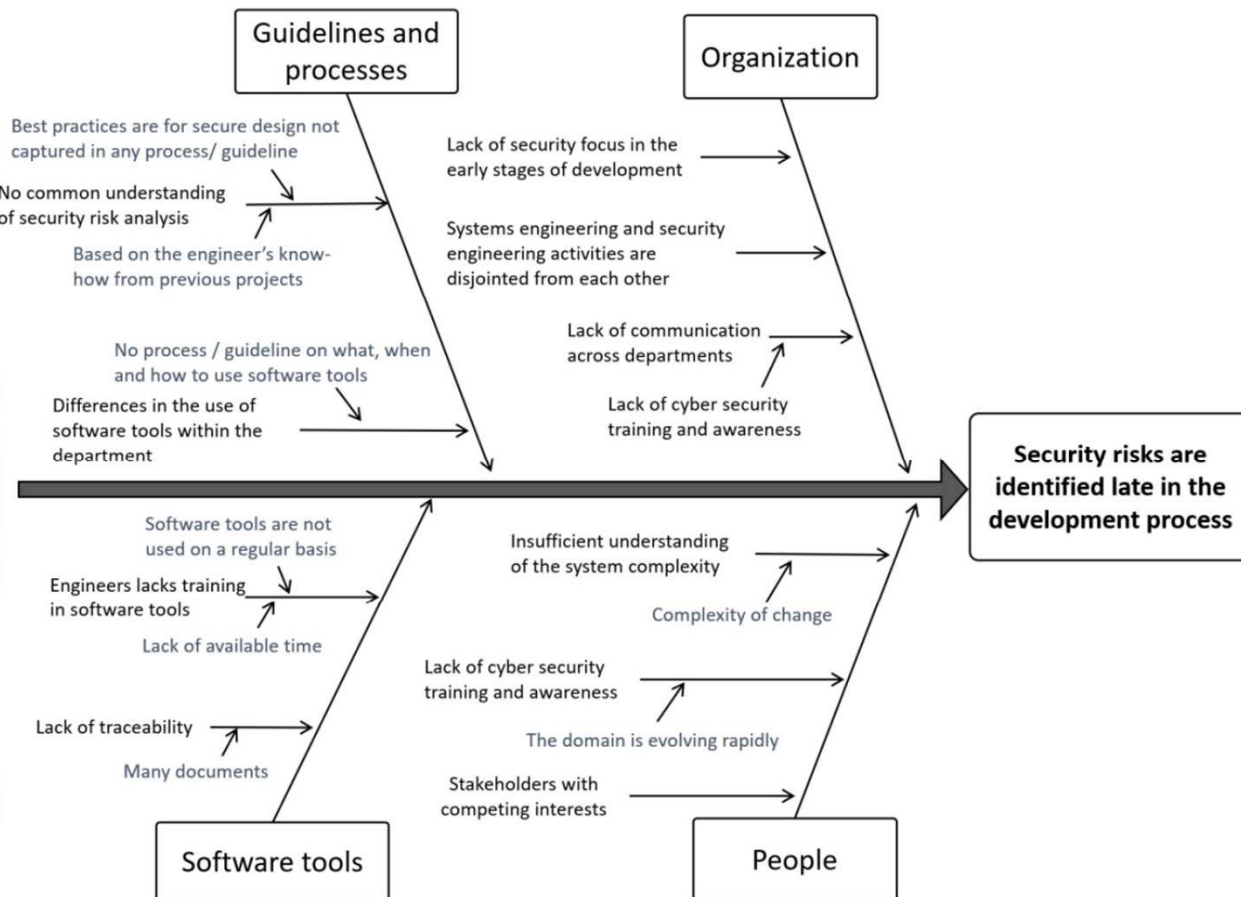 Guidelines and
processes
Organization
Best practices are for secure design not
captured in any process/ guideline
No common understanding
of security risk analysis
Based on the engineer's know-
how from previous projects
No process / guideline on what, when
and how to use software tools
Differences in the use of
software tools within the
department
Lack of security focus in the
early stages of development
Systems engineering and security
engineering activities are
disjointed from each other
Lack of communication
across departments
Lack of cyber security
training and awareness
Security risks are
identified late in the
development process
Software tools are not
used on a regular basis
Engineers lacks training
in software tools
Lack of available time
Lack of traceability
Many documents
Insufficient understanding
of the system complexity
Complexity of change
Lack of cyber security
training and awareness
The domain is evolving rapidly
Stakeholders with
competing interests
Software tools
People